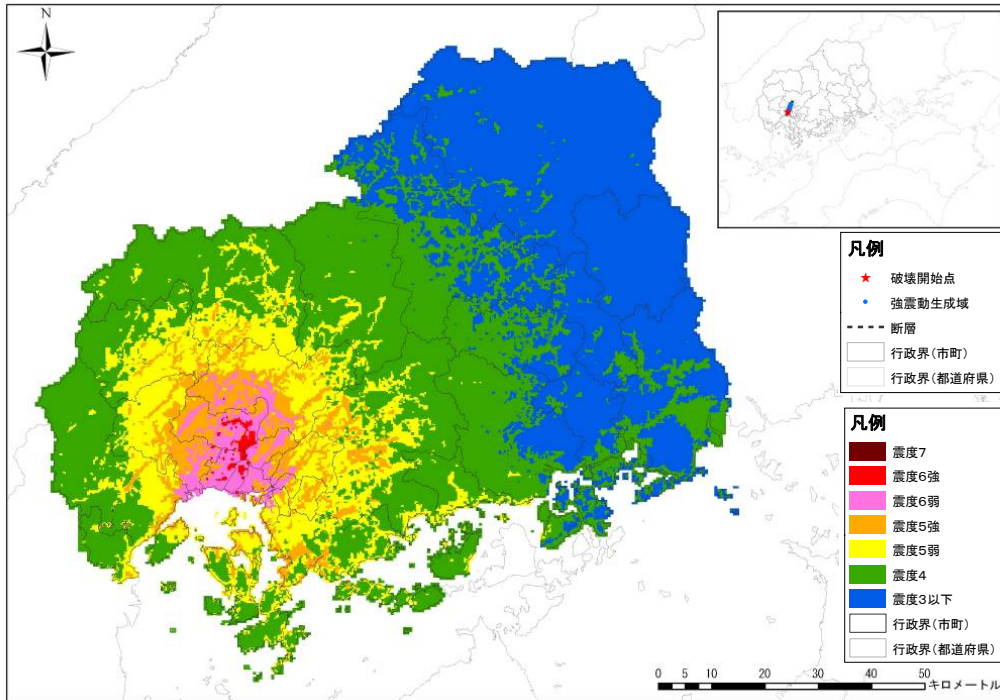 N
凡例
破壊開始点
強震動生成域
断層
行政界(市町)
行政界(都道府県)
凡例
震度7
震度6強
震度6弱
震度5強
震度5弱
震度4
震度3以下
行政界(市町)
行政界(都道府県)
0 5 10 20 30 40 50
キロメートル